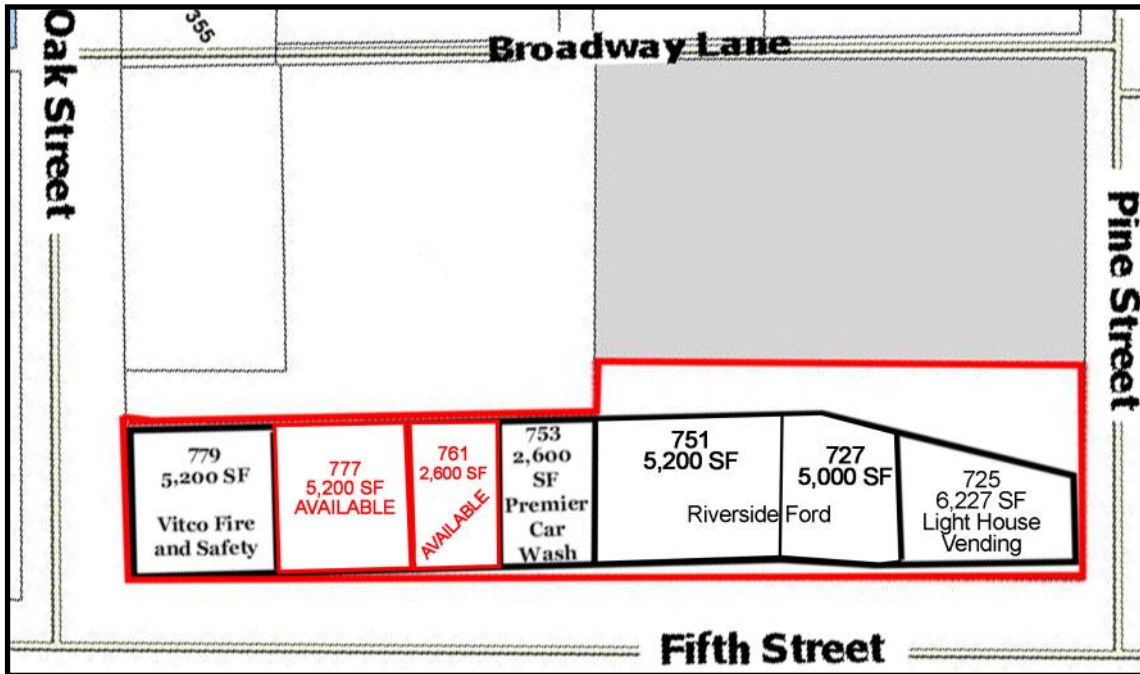 Oak Street
355
Broadway Lane
Pine Street
779
5,200 SF
Vitco Fire
and Safety
777
5,200 SF
AVAILABLE
761
2,600 SF
AVAILABLE
753
2,600
SF
Premier
Car
Wash
751
5,200 SF
727
5,000 SF
Riverside Ford
725
6,227 SF
Light House
Vending
Fifth Street